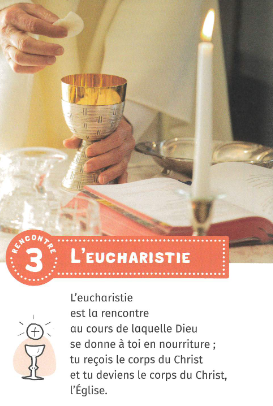 RENCONTRE
3
L'EUCHARISTIE
L'eucharistie
est la rencontre
au cours de laquelle Dieu
se donne à toi en nourriture ;
tu reçois le corps du Christ
et tu deviens le corps du Christ,
l'Église.